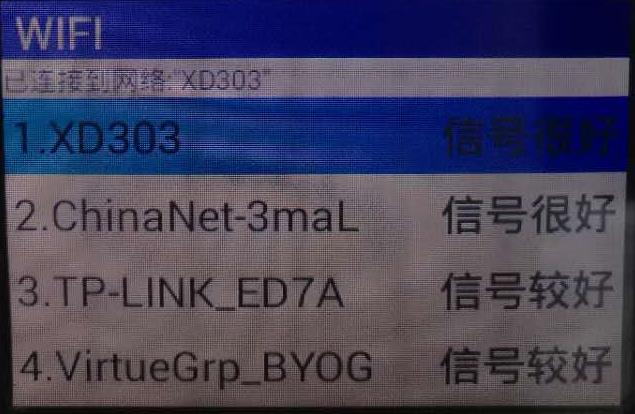 WIFI
已连接到网络:"XD303"
1.XD303 信号很好
2.ChinaNet-3maL 信号很好
3.TP-LINK_ED7A 信号较好
4.VirtueGrp_BYOG 信号较好